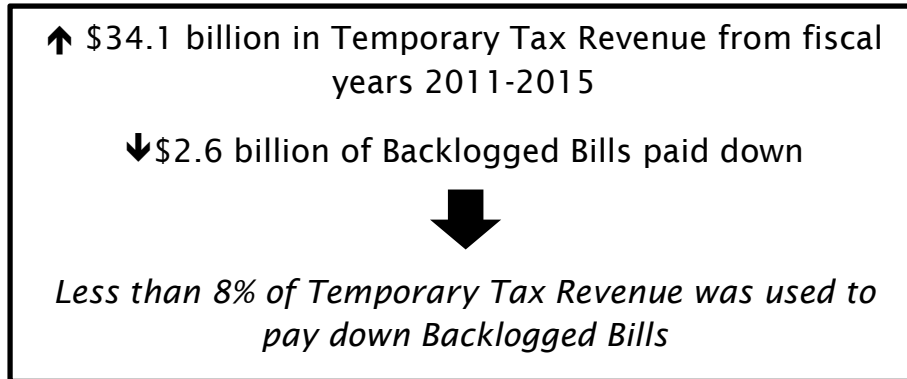 🡹 $34.1 billion in Temporary Tax Revenue from fiscal
years 2011-2015
🡻$2.6 billion of Backlogged Bills paid down
Less than 8% of Temporary Tax Revenue was used to
pay down Backlogged Bills